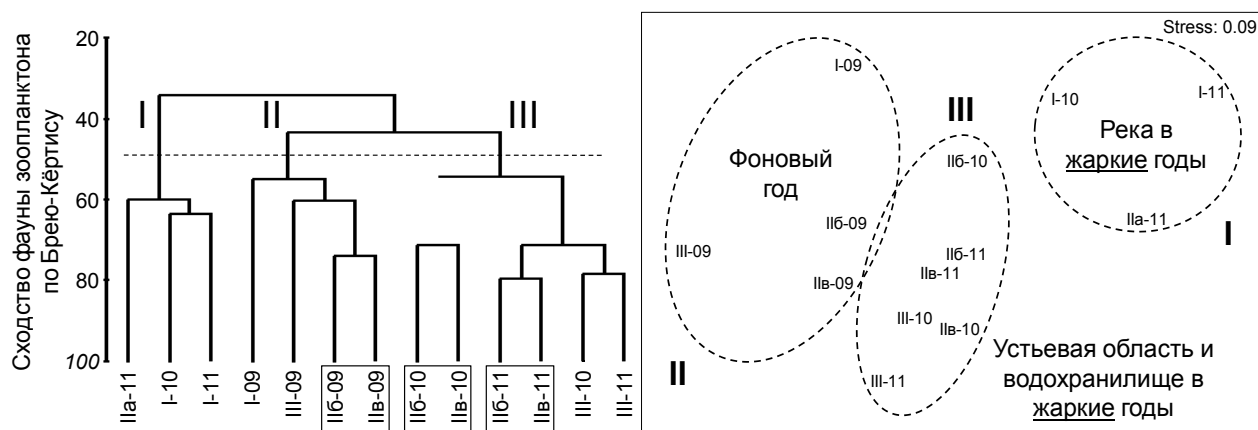 Сходство фауны зоопланктона
по Брею-Кёртису
20
40
60
80
100
I
II
III
IIа-11
I-10
I-11
I-09
III-09
IIб-09
IIв-09
IIб-10
IIв-10
IIб-11
IIв-11
III-10
III-11
Stress: 0.09
I-09
I-10
I-11
III
Река в
жаркие годы
Фоновый
год
IIб-10
IIа-11
IIб-09
I
III-09
IIб-11
IIв-11
IIв-09
III-10
IIв-10
Устьевая область и
водохранилище в
жаркие годы
II
III-11